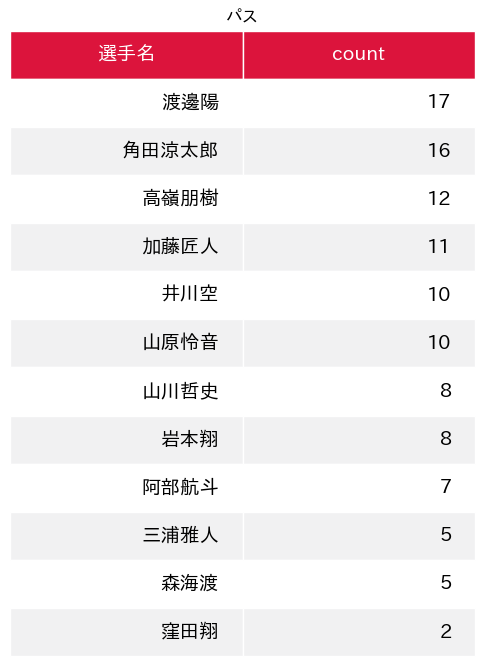 パス
選手名 count
渡邊陽 17
角田涼太郎 16
高嶺朋樹 12
加藤匠人 11
井川空 10
山原怜音 10
山川哲史 8
岩本翔 8
阿部航斗 7
三浦雅人 5
森海渡 5
窪田翔 2